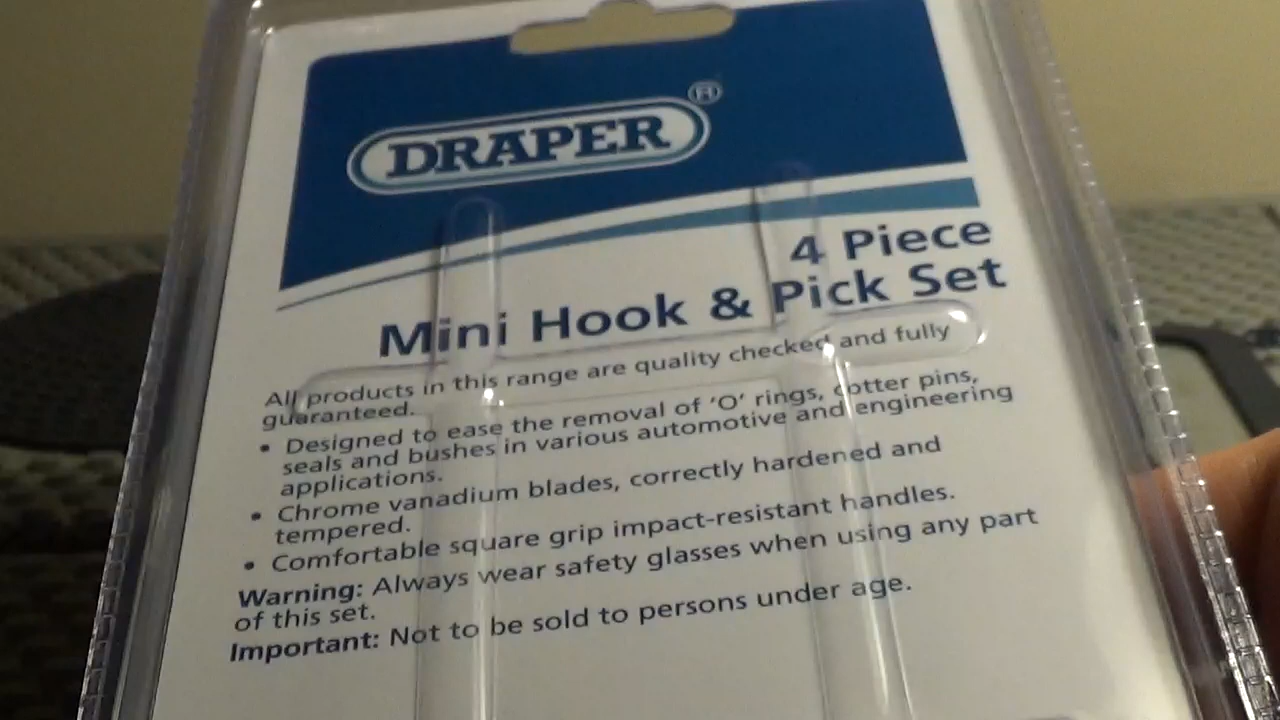 DRAPER®
4 Piece
Mini Hook & Pick Set
All products in this range are quality checked and fully
guaranteed.
• Designed to ease the removal of 'O' rings, cotter pins,
seals and bushes in various automotive and engineering
applications.
• Chrome vanadium blades, correctly hardened and
tempered.
• Comfortable square grip impact-resistant handles.
Warning: Always wear safety glasses when using any part
of this set.
Important: Not to be sold to persons under age.